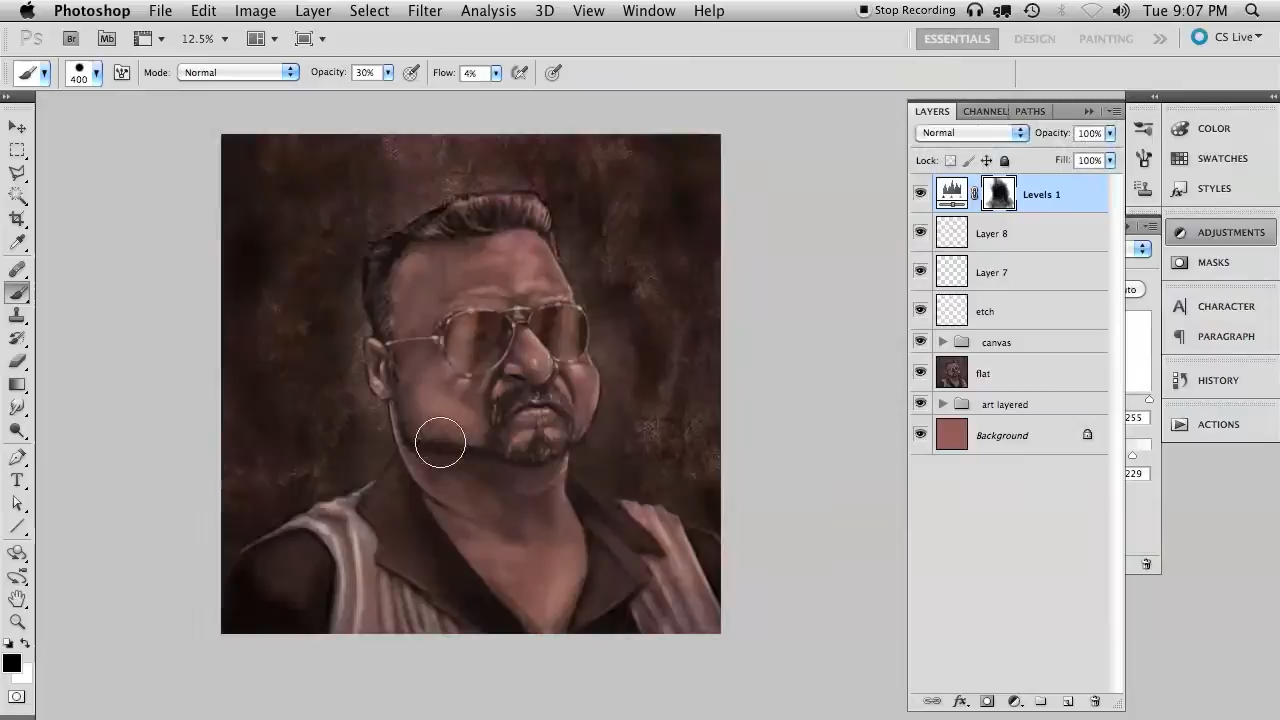 Photoshop File Edit Image Layer Select Filter Analysis 3D View Window Help Stop Recording Tue 9:07 PM
Ps Br Mb 12.5% ESSENTIALS DESIGN PAINTING CS Live
400 Mode: Normal Opacity: 30% Flow: 4%
LAYERS CHANNEL PATHS
Normal Opacity: 100%
Lock: Fill: 100%
Levels 1
Layer 8
Layer 7
etch
canvas
flat
art layered
Background
COLOR
SWATCHES
STYLES
ADJUSTMENTS
MASKS
CHARACTER
PARAGRAPH
HISTORY
ACTIONS
255
229